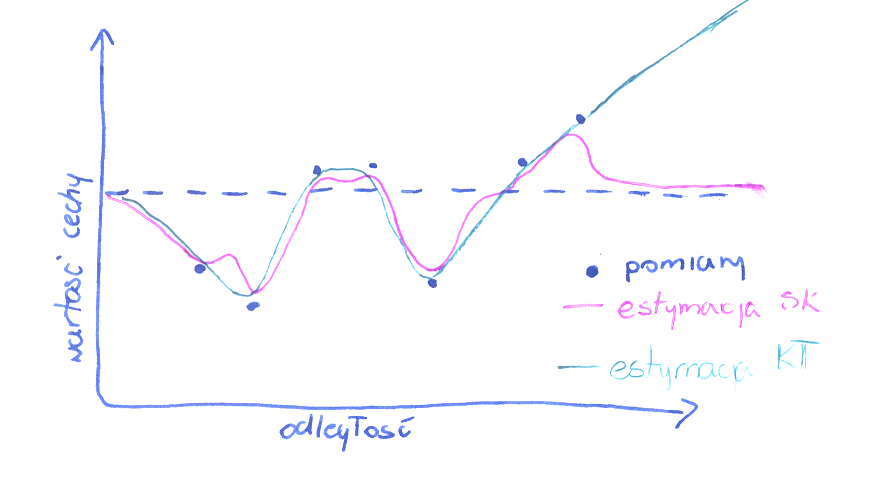 wartość cechy
pomiary
estymacja SK
estymacja KT
odległość